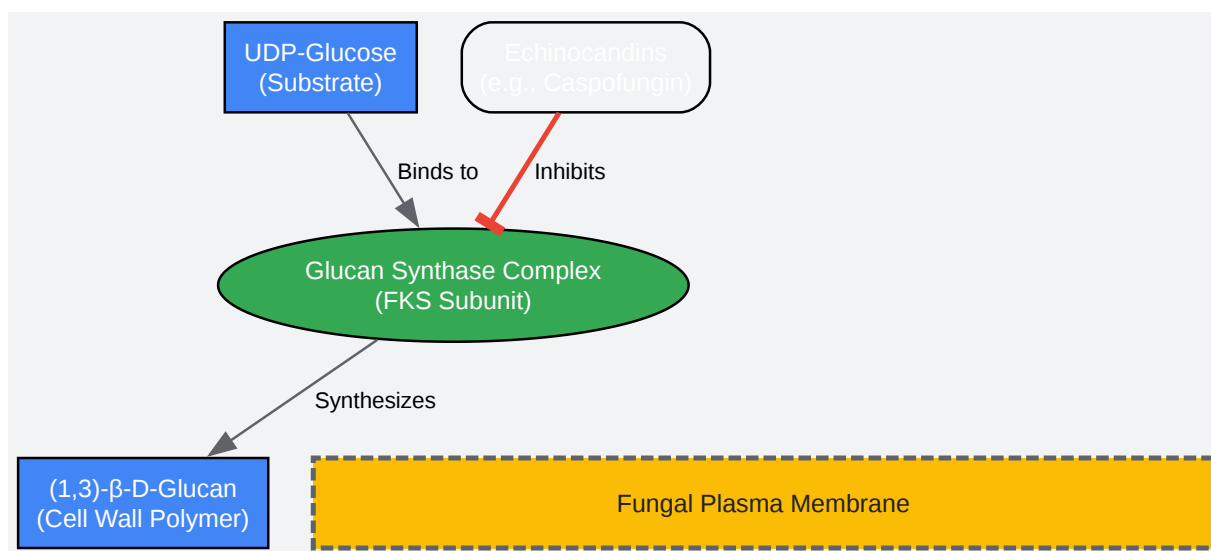 UDP-Glucose
(Substrate)
Echinocandins
(e.g., Caspofungin)
Binds to
Inhibits
Glucan Synthase Complex
(FKS Subunit)
Synthesizes
(1,3)-β-D-Glucan
(Cell Wall Polymer)
Fungal Plasma Membrane